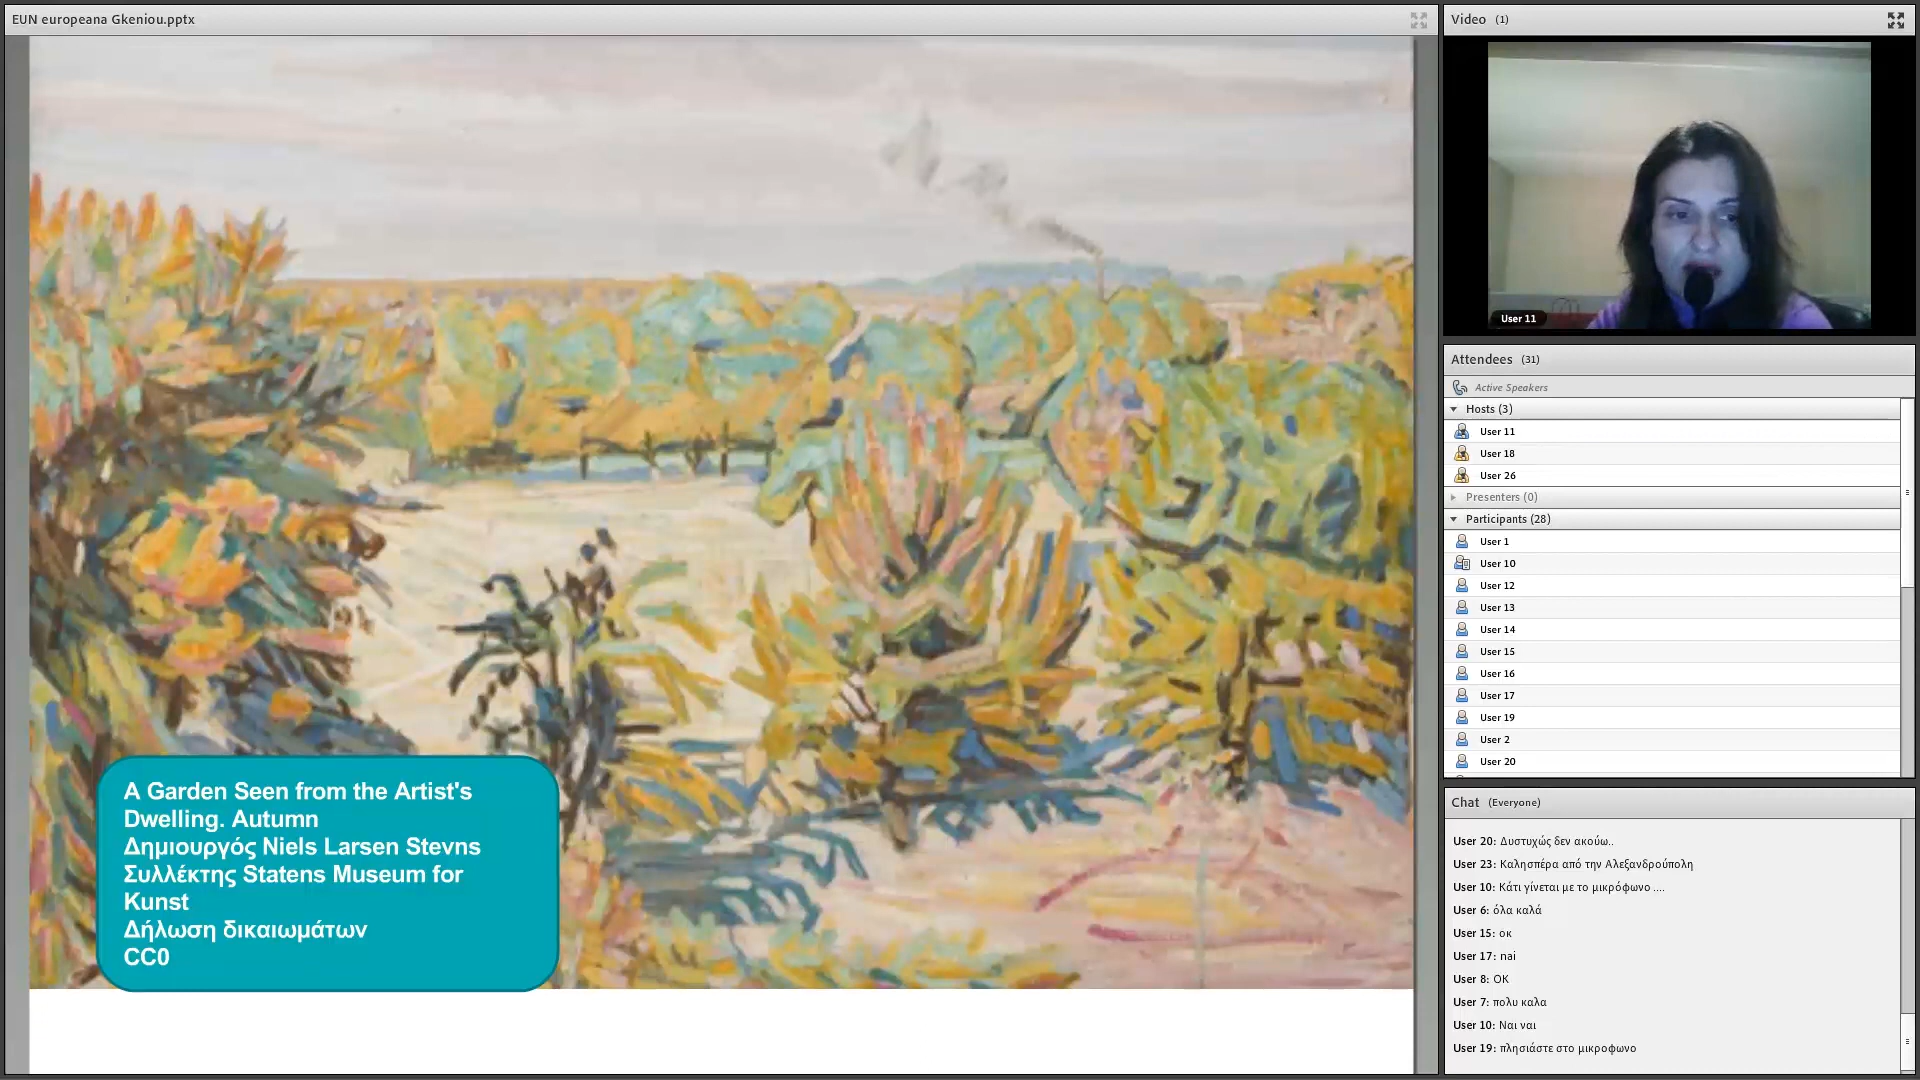 EUN europeana Gkeniou.pptx
A Garden Seen from the Artist's
Dwelling. Autumn
Δημιουργός Niels Larsen Stevns
Συλλέκτης Statens Museum for
Kunst
Δήλωση δικαιωμάτων
CC0
Video (1)
User 11
Attendees (31)
Active Speakers
Hosts (3)
User 11
User 18
User 26
Presenters (0)
Participants (28)
User 1
User 10
User 12
User 13
User 14
User 15
User 16
User 17
User 19
User 2
User 20
Chat (Everyone)
User 20: Δυστυχώς δεν ακούω..
User 23: Καλησπέρα από την Αλεξανδρούπολη
User 10: Κάτι γίνεται με το μικρόφωνο ....
User 6: όλα καλά
User 15: οκ
User 17: nai
User 8: OK
User 7: πολυ καλα
User 10: Ναι ναι
User 19: πλησιάστε στο μικροφωνο